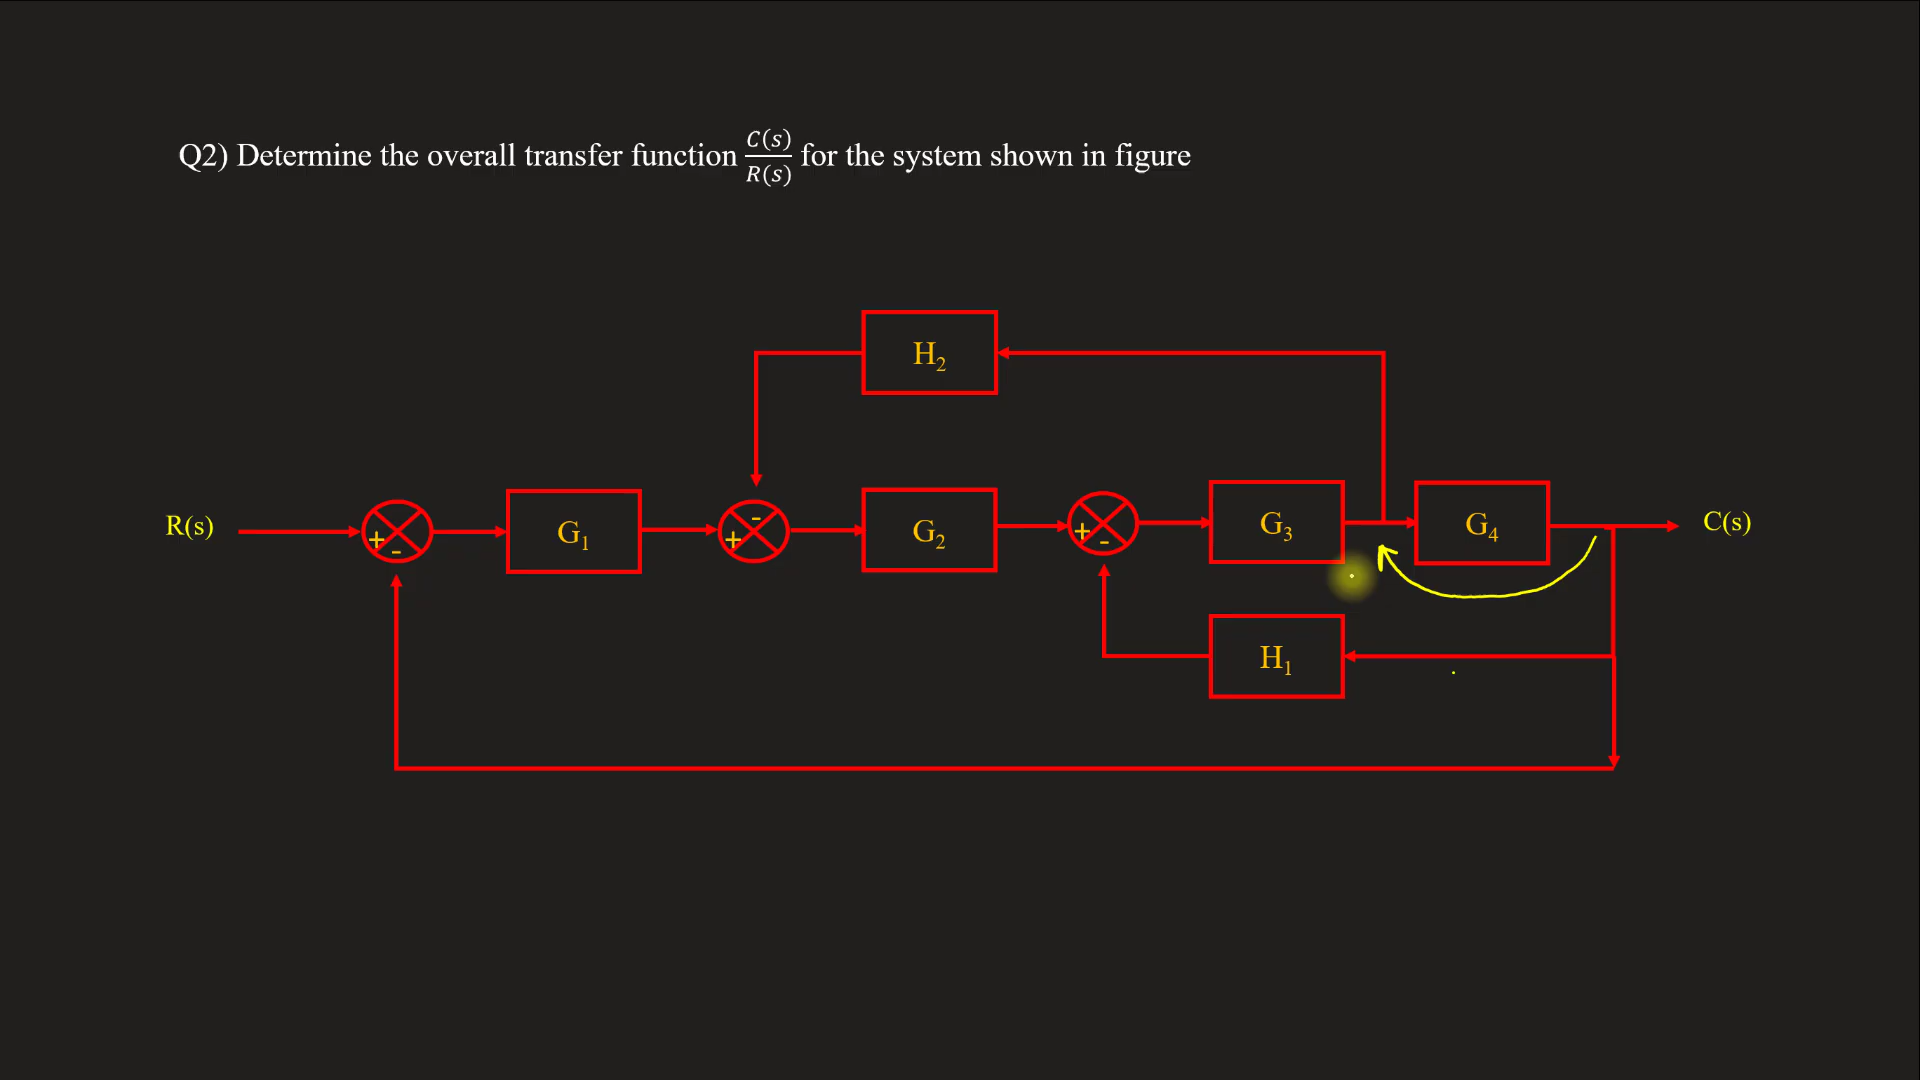 Q2) Determine the overall transfer function C(s)/R(s) for the system shown in figure
H₂
R(s) + - G₁ + - G₂ + - G₃ G₄ C(s)
H₁